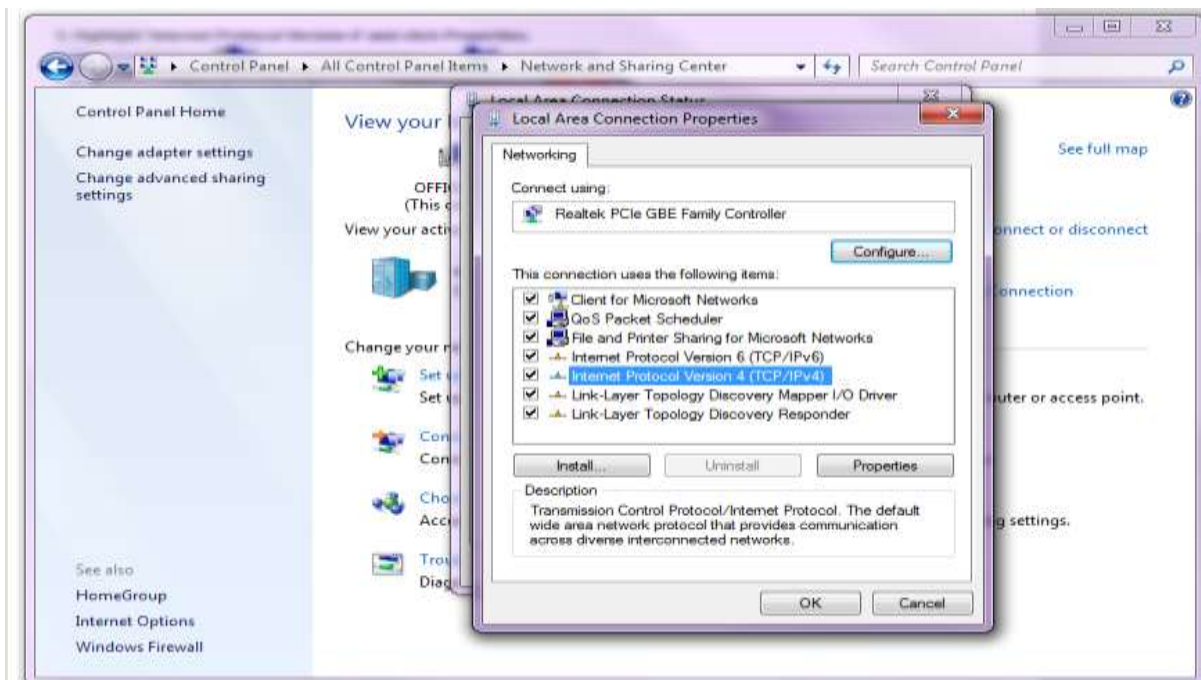 Control Panel ▸ All Control Panel Items ▸ Network and Sharing Center
Search Control Panel
Control Panel Home
Change adapter settings
Change advanced sharing
settings
See also
HomeGroup
Internet Options
Windows Firewall
View your
OFFI
(This
View your acti
Change your
Set
Set
Con
Con
Cho
Acc
Trou
Diag
See full map
onnect or disconnect
onnection
uter or access point.
g settings.
Local Area Connection Status
Local Area Connection Properties
Networking
Connect using:
Realtek PCIe GBE Family Controller
Configure...
This connection uses the following items:
Client for Microsoft Networks
QoS Packet Scheduler
File and Printer Sharing for Microsoft Networks
Internet Protocol Version 6 (TCP/IPv6)
Internet Protocol Version 4 (TCP/IPv4)
Link-Layer Topology Discovery Mapper I/O Driver
Link-Layer Topology Discovery Responder
Install...
Uninstall
Properties
Description
Transmission Control Protocol/Internet Protocol. The default
wide area network protocol that provides communication
across diverse interconnected networks.
OK
Cancel